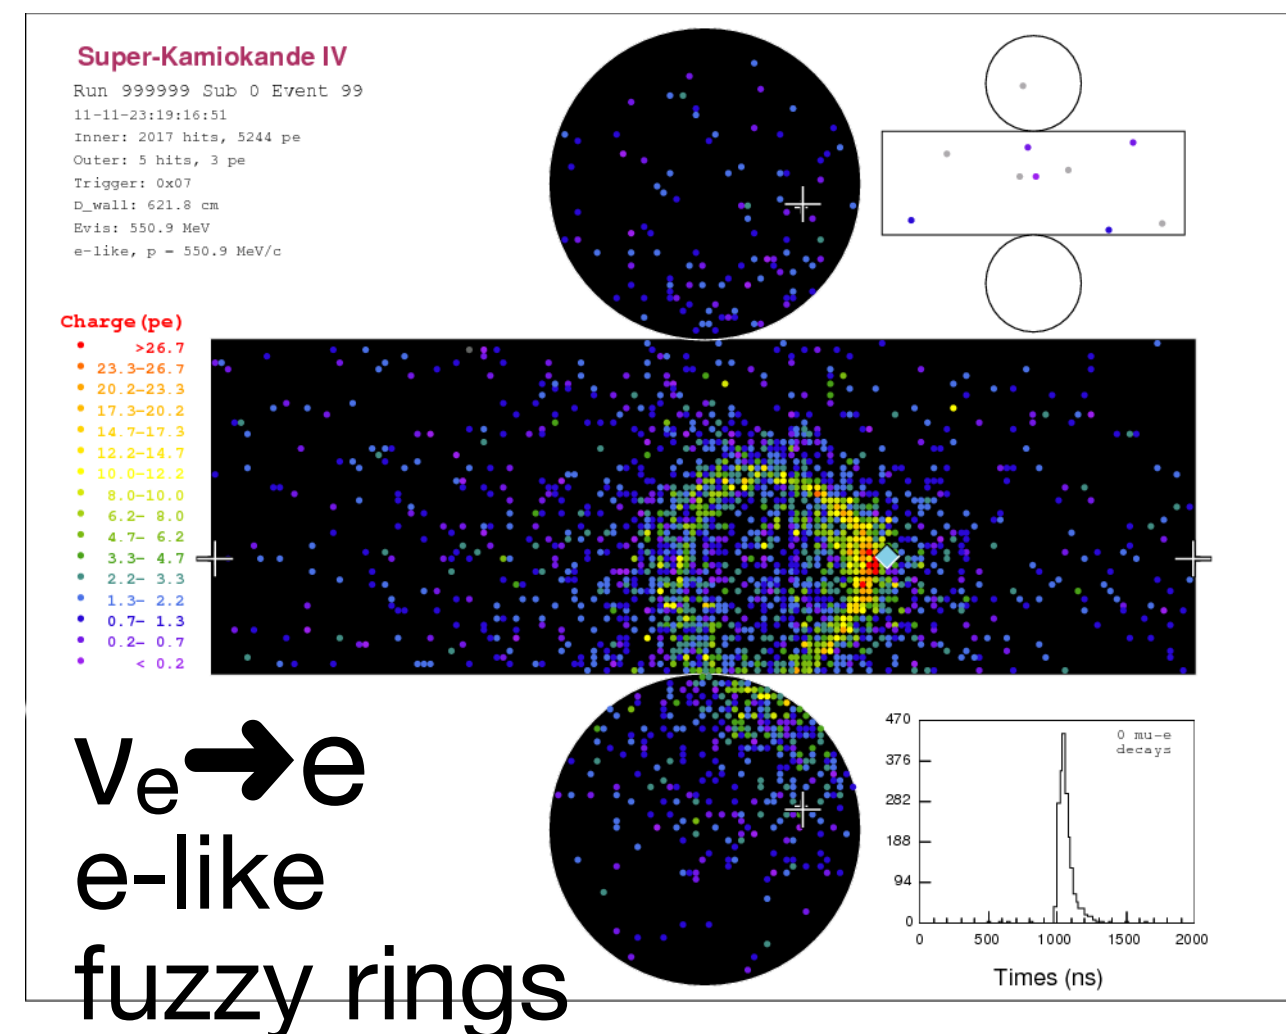 Super-Kamiokande IV
Run 999999 Sub 0 Event 99
11-11-23:19:16:51
Inner: 2017 hits, 5244 pe
Outer: 5 hits, 3 pe
Trigger: 0x07
D_wall: 621.8 cm
Evis: 550.9 MeV
e-like, p = 550.9 MeV/c
Charge(pe)
>26.7
23.3-26.7
20.2-23.3
17.3-20.2
14.7-17.3
12.2-14.7
10.0-12.2
8.0-10.0
6.2- 8.0
4.7- 6.2
3.3- 4.7
2.2- 3.3
1.3- 2.2
0.7- 1.3
0.2- 0.7
< 0.2
νe➔e
e-like
fuzzy rings
0 mu-e
decays
470
376
282
188
94
0
0 500 1000 1500 2000
Times (ns)